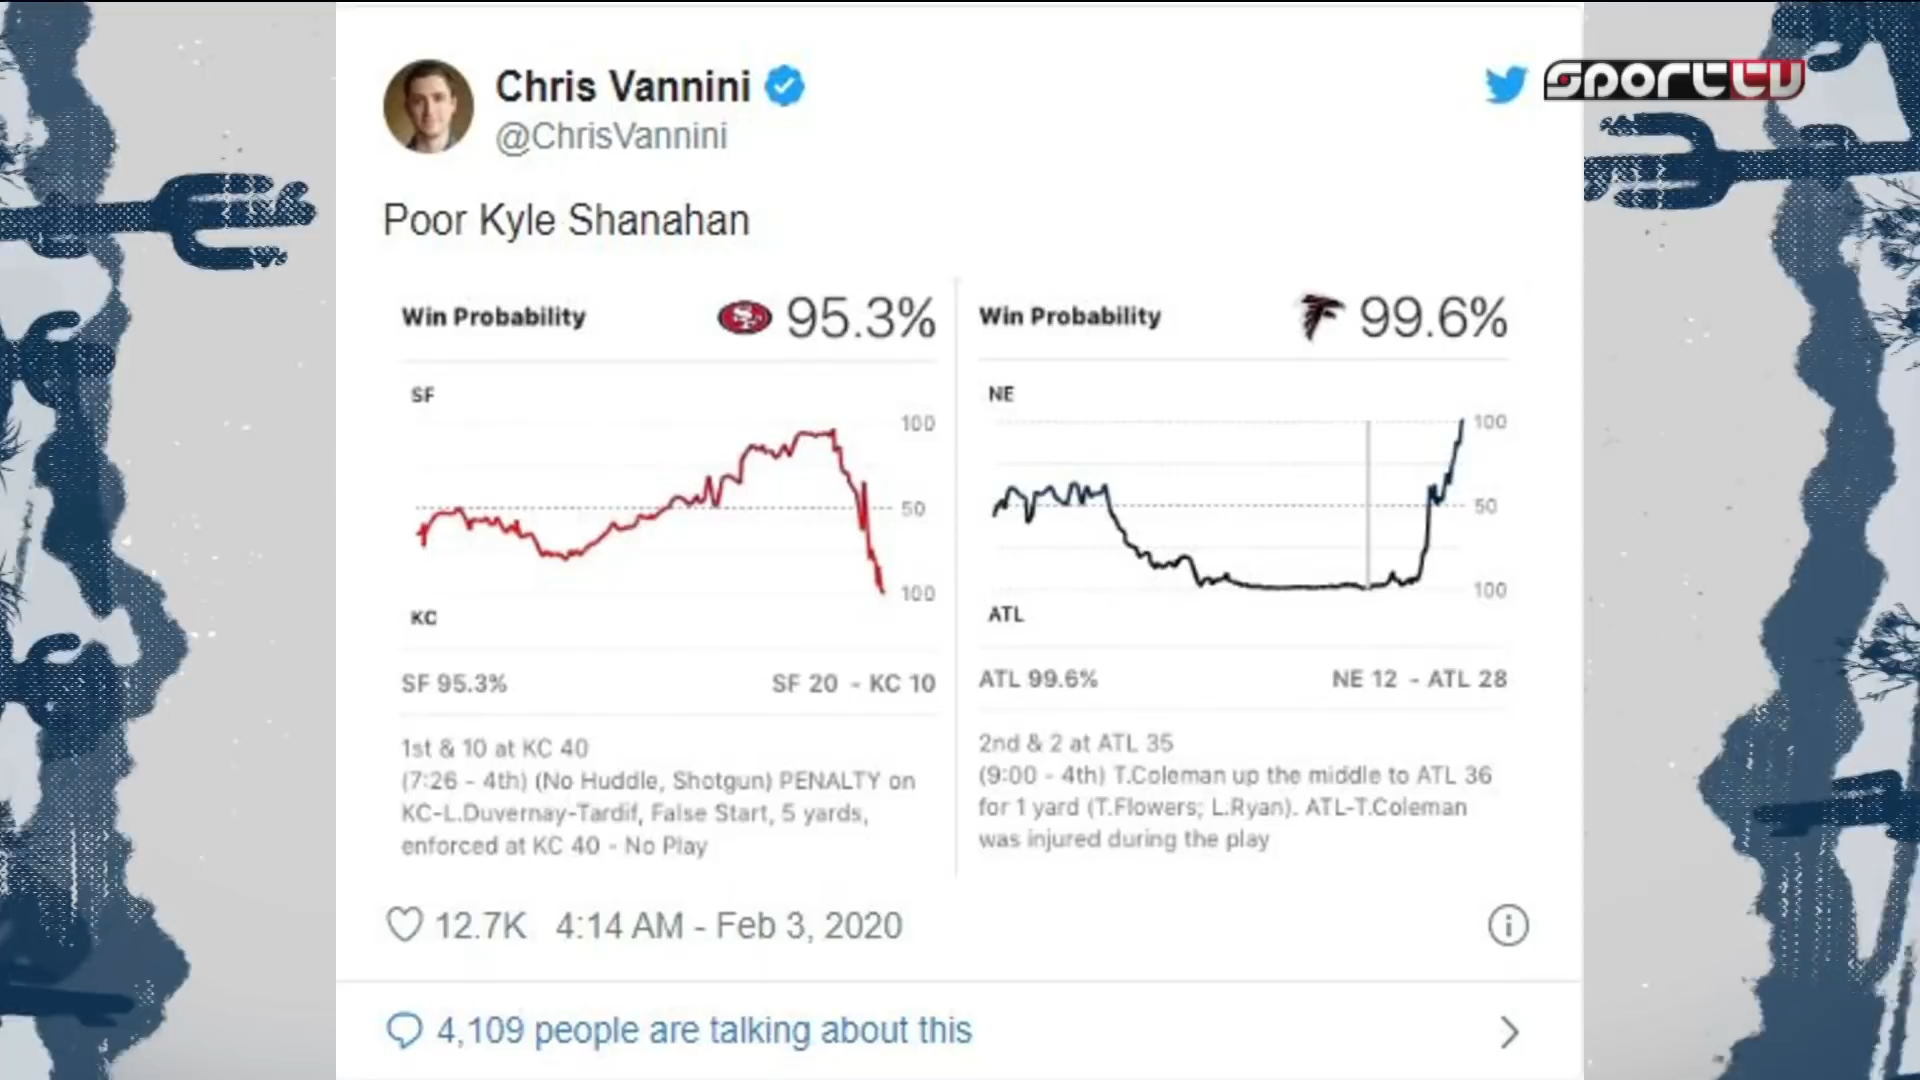 Chris Vannini
@ChrisVannini
SPORT TV
Poor Kyle Shanahan
Win Probability 95.3%
SF
100
50
100
KC
SF 95.3% SF 20 - KC 10
1st & 10 at KC 40
(7:26 - 4th) (No Huddle, Shotgun) PENALTY on
KC-L.Duvernay-Tardif, False Start, 5 yards,
enforced at KC 40 - No Play
Win Probability 99.6%
NE
100
50
100
ATL
ATL 99.6% NE 12 - ATL 28
2nd & 2 at ATL 35
(9:00 - 4th) T.Coleman up the middle to ATL 36
for 1 yard (T.Flowers; L.Ryan). ATL-T.Coleman
was injured during the play
12.7K 4:14 AM - Feb 3, 2020
4,109 people are talking about this